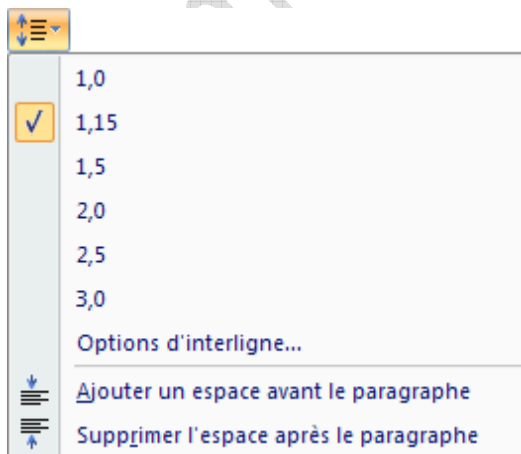 1,0
1,15
1,5
2,0
2,5
3,0
Options d'interligne...
Ajouter un espace avant le paragraphe
Supprimer l'espace après le paragraphe